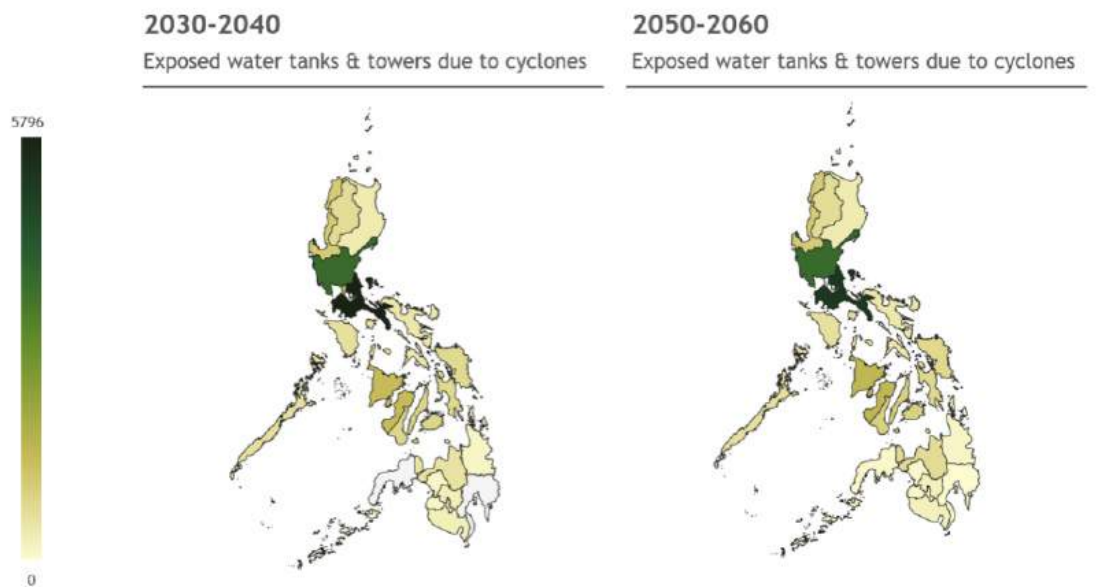 2030-2040
Exposed water tanks & towers due to cyclones
2050-2060
Exposed water tanks & towers due to cyclones
5796
0